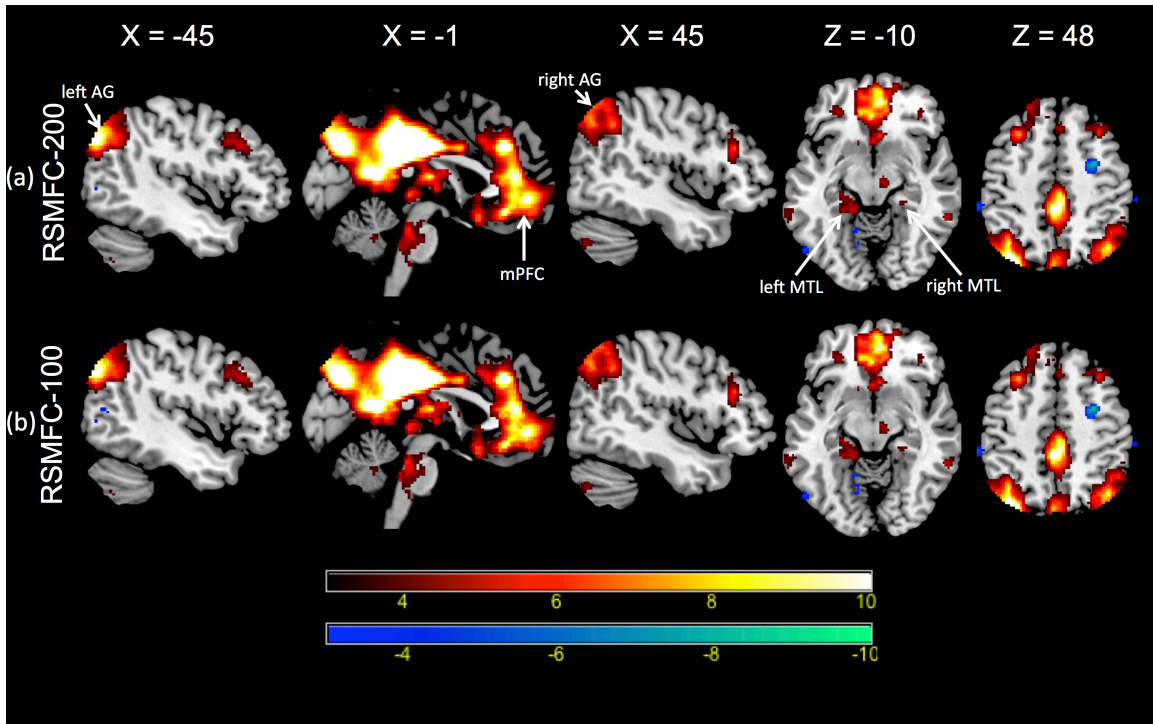 X = -45 X = -1 X = 45 Z = -10 Z = 48
left AG
right AG
RSMFC-200
(a)
mPFC
left MTL
right MTL
RSMFC-100
(b)
4 6 8 10
-4 -6 -8 -10